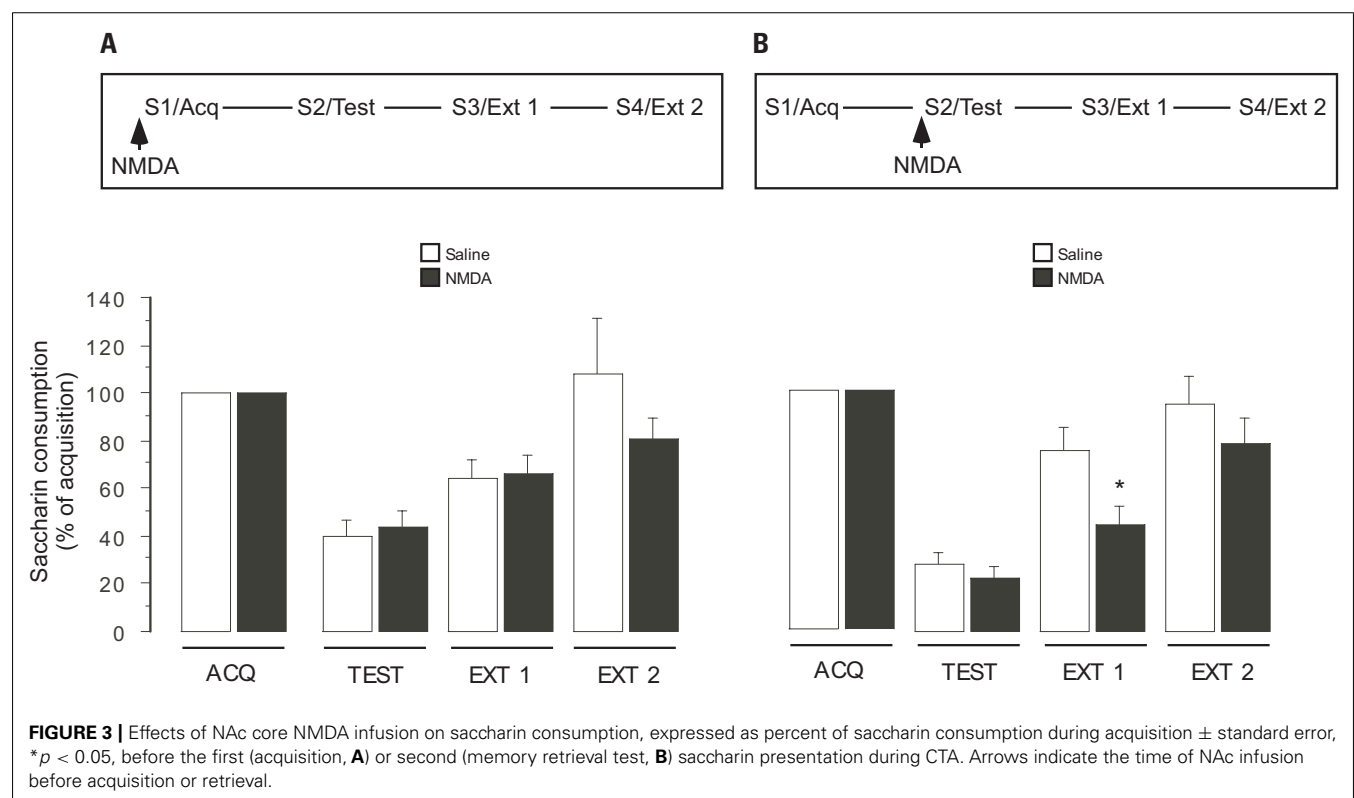 A
S1/Acq S2/Test S3/Ext 1 S4/Ext 2
NMDA
B
S1/Acq S2/Test S3/Ext 1 S4/Ext 2
NMDA
Saline
NMDA
Saccharin consumption
(% of acquisition)
140
120
100
80
60
40
20
0
ACQ TEST EXT 1 EXT 2
Saline
NMDA
*
ACQ TEST EXT 1 EXT 2
FIGURE 3 | Effects of NAc core NMDA infusion on saccharin consumption, expressed as percent of saccharin consumption during acquisition ± standard error,
*p < 0.05, before the first (acquisition, A) or second (memory retrieval test, B) saccharin presentation during CTA. Arrows indicate the time of NAc infusion
before acquisition or retrieval.